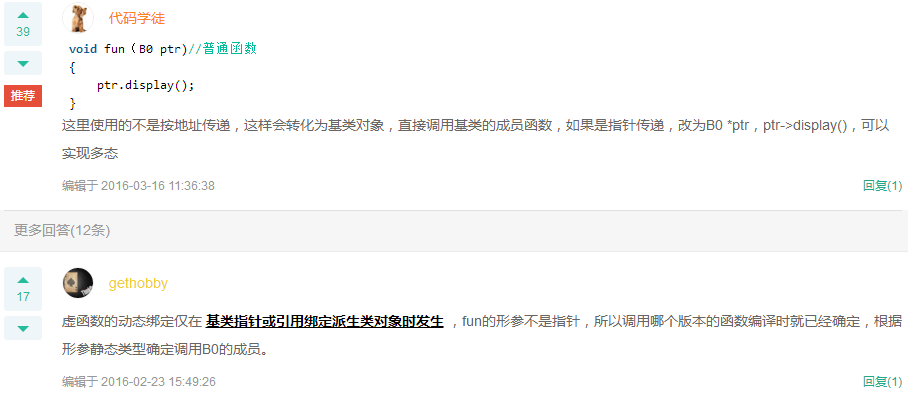 39
代码学徒
推荐
void fun（B0 ptr)//普通函数
{
ptr.display();
}
这里使用的不是按地址传递，这样会转化为基类对象，直接调用基类的成员函数，如果是指针传递，改为B0 *ptr，ptr->display()，可以
实现多态
编辑于 2016-03-16 11:36:38
回复(1)
更多回答(12条)
17
gethobby
虚函数的动态绑定仅在 基类指针或引用绑定派生类对象时发生 ，fun的形参不是指针，所以调用哪个版本的函数编译时就已经确定，根据
形参静态类型确定调用B0的成员。
编辑于 2016-02-23 15:49:26
回复(1)